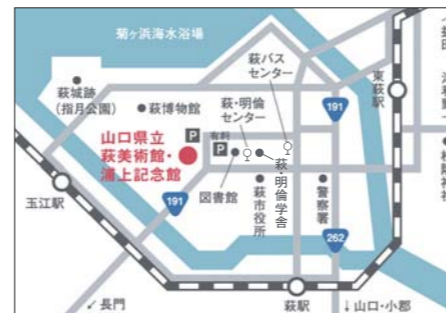 菊ヶ浜海水浴場
萩城跡
(指月公園)
萩博物館
萩バス
センター
萩・明倫
センター
東萩駅
191
P
有料
P
山口県立
萩美術館・
浦上記念館
図書館
萩・明倫学舎
萩市役所
警察署
玉江駅
191
262
↙長門
萩駅
↓山口・小郡